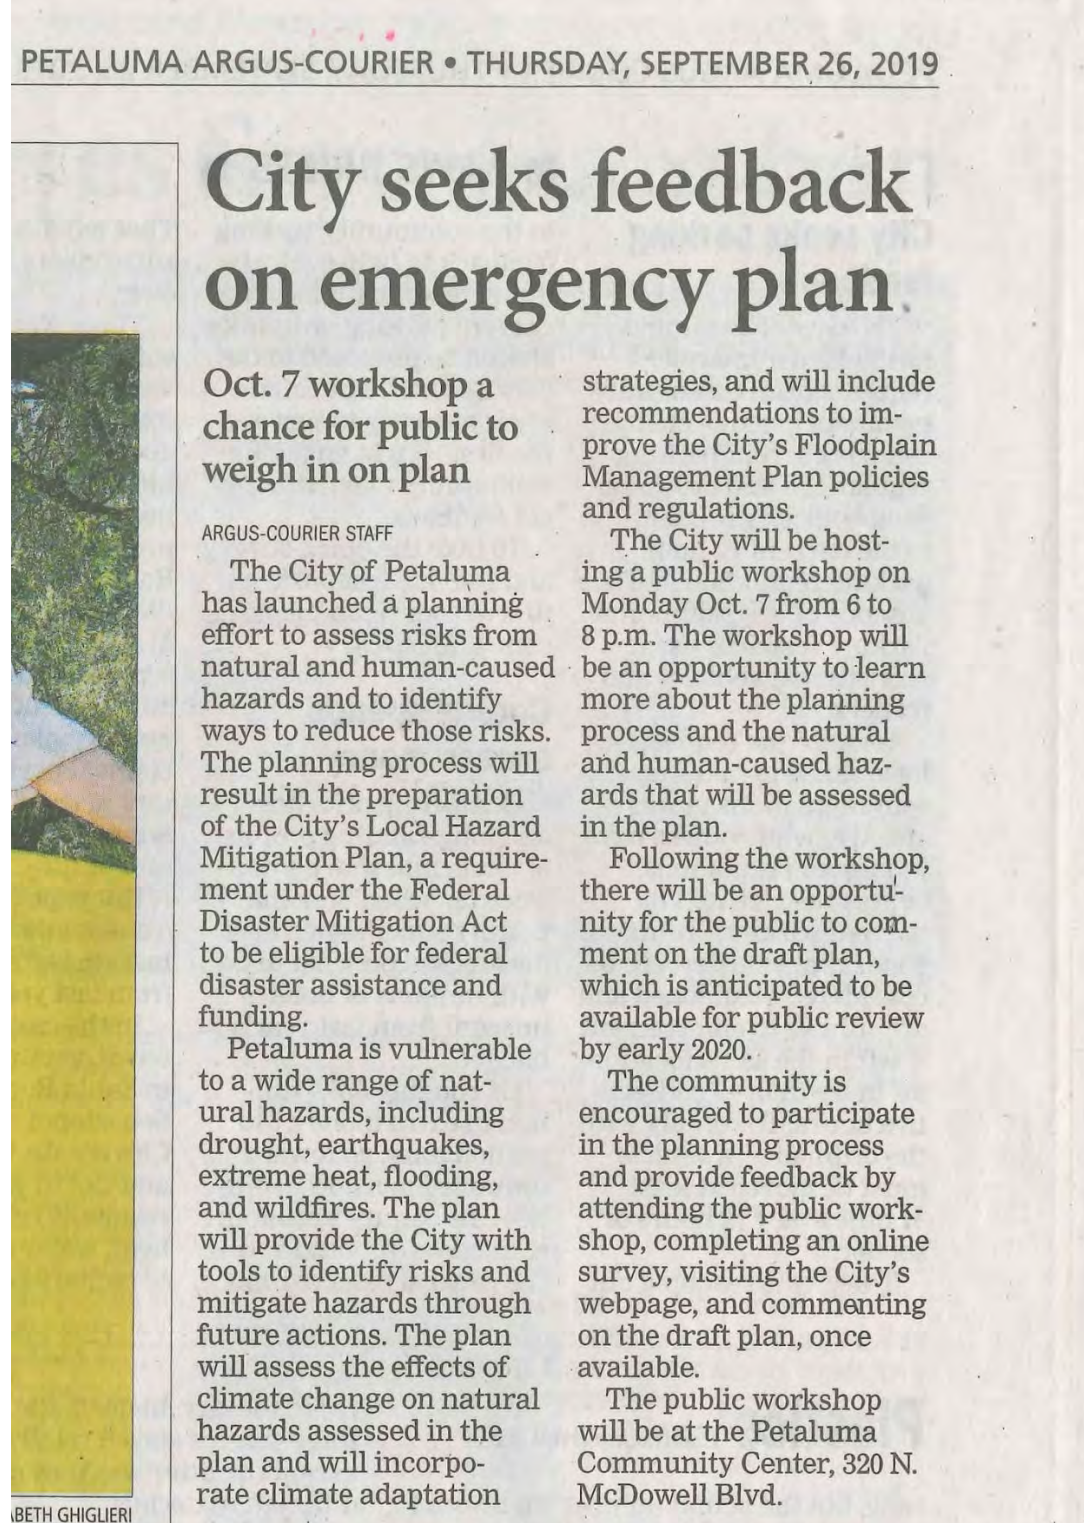 PETALUMA ARGUS-COURIER • THURSDAY, SEPTEMBER 26, 2019
City seeks feedback
on emergency plan
Oct. 7 workshop a
chance for public to
weigh in on plan
ARGUS-COURIER STAFF
The City of Petaluma
has launched a planning
effort to assess risks from
natural and human-caused
hazards and to identify
ways to reduce those risks.
The planning process will
result in the preparation
of the City's Local Hazard
Mitigation Plan, a require-
ment under the Federal
Disaster Mitigation Act
to be eligible for federal
disaster assistance and
funding.
Petaluma is vulnerable
to a wide range of nat-
ural hazards, including
drought, earthquakes,
extreme heat, flooding,
and wildfires. The plan
will provide the City with
tools to identify risks and
mitigate hazards through
future actions. The plan
will assess the effects of
climate change on natural
hazards assessed in the
plan and will incorpo-
rate climate adaptation
strategies, and will include
recommendations to im-
prove the City's Floodplain
Management Plan policies
and regulations.
The City will be host-
ing a public workshop on
Monday Oct. 7 from 6 to
8 p.m. The workshop will
be an opportunity to learn
more about the planning
process and the natural
and human-caused haz-
ards that will be assessed
in the plan.
Following the workshop,
there will be an opportu-
nity for the public to com-
ment on the draft plan,
which is anticipated to be
available for public review
by early 2020.
The community is
encouraged to participate
in the planning process
and provide feedback by
attending the public work-
shop, completing an online
survey, visiting the City's
webpage, and commenting
on the draft plan, once
available.
The public workshop
will be at the Petaluma
Community Center, 320 N.
McDowell Blvd.
ABETH GHIGLIERI